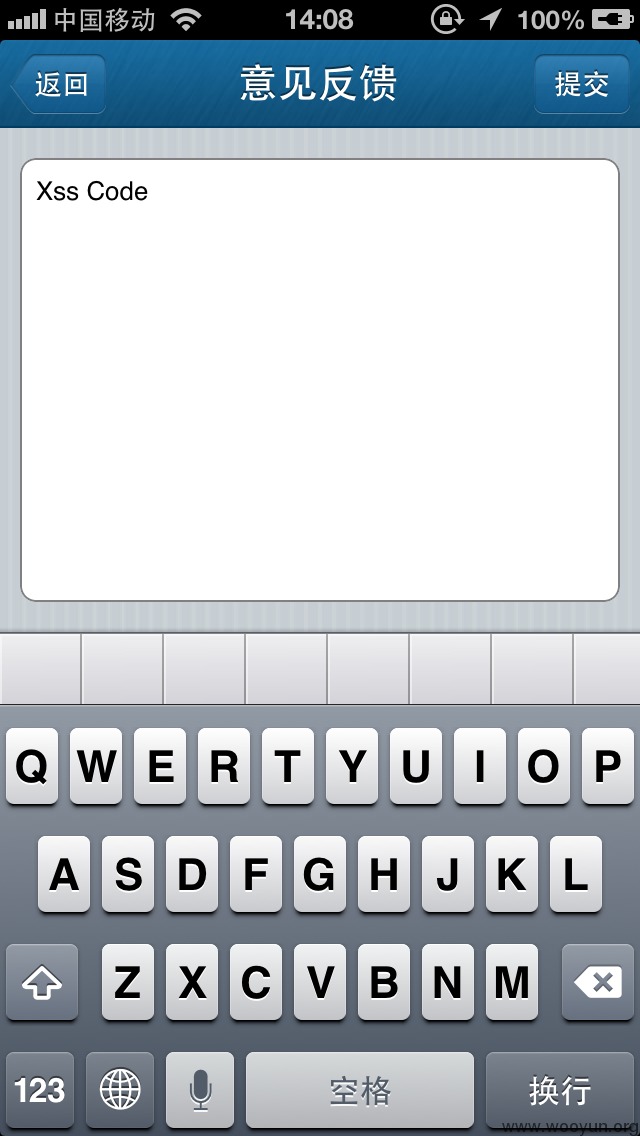 中国移动 14:08 100%
返回 意见反馈 提交
Xss Code
Q W E R T Y U I O P
A S D F G H J K L
Z X C V B N M
123 空格 换行
www.wooyun.org